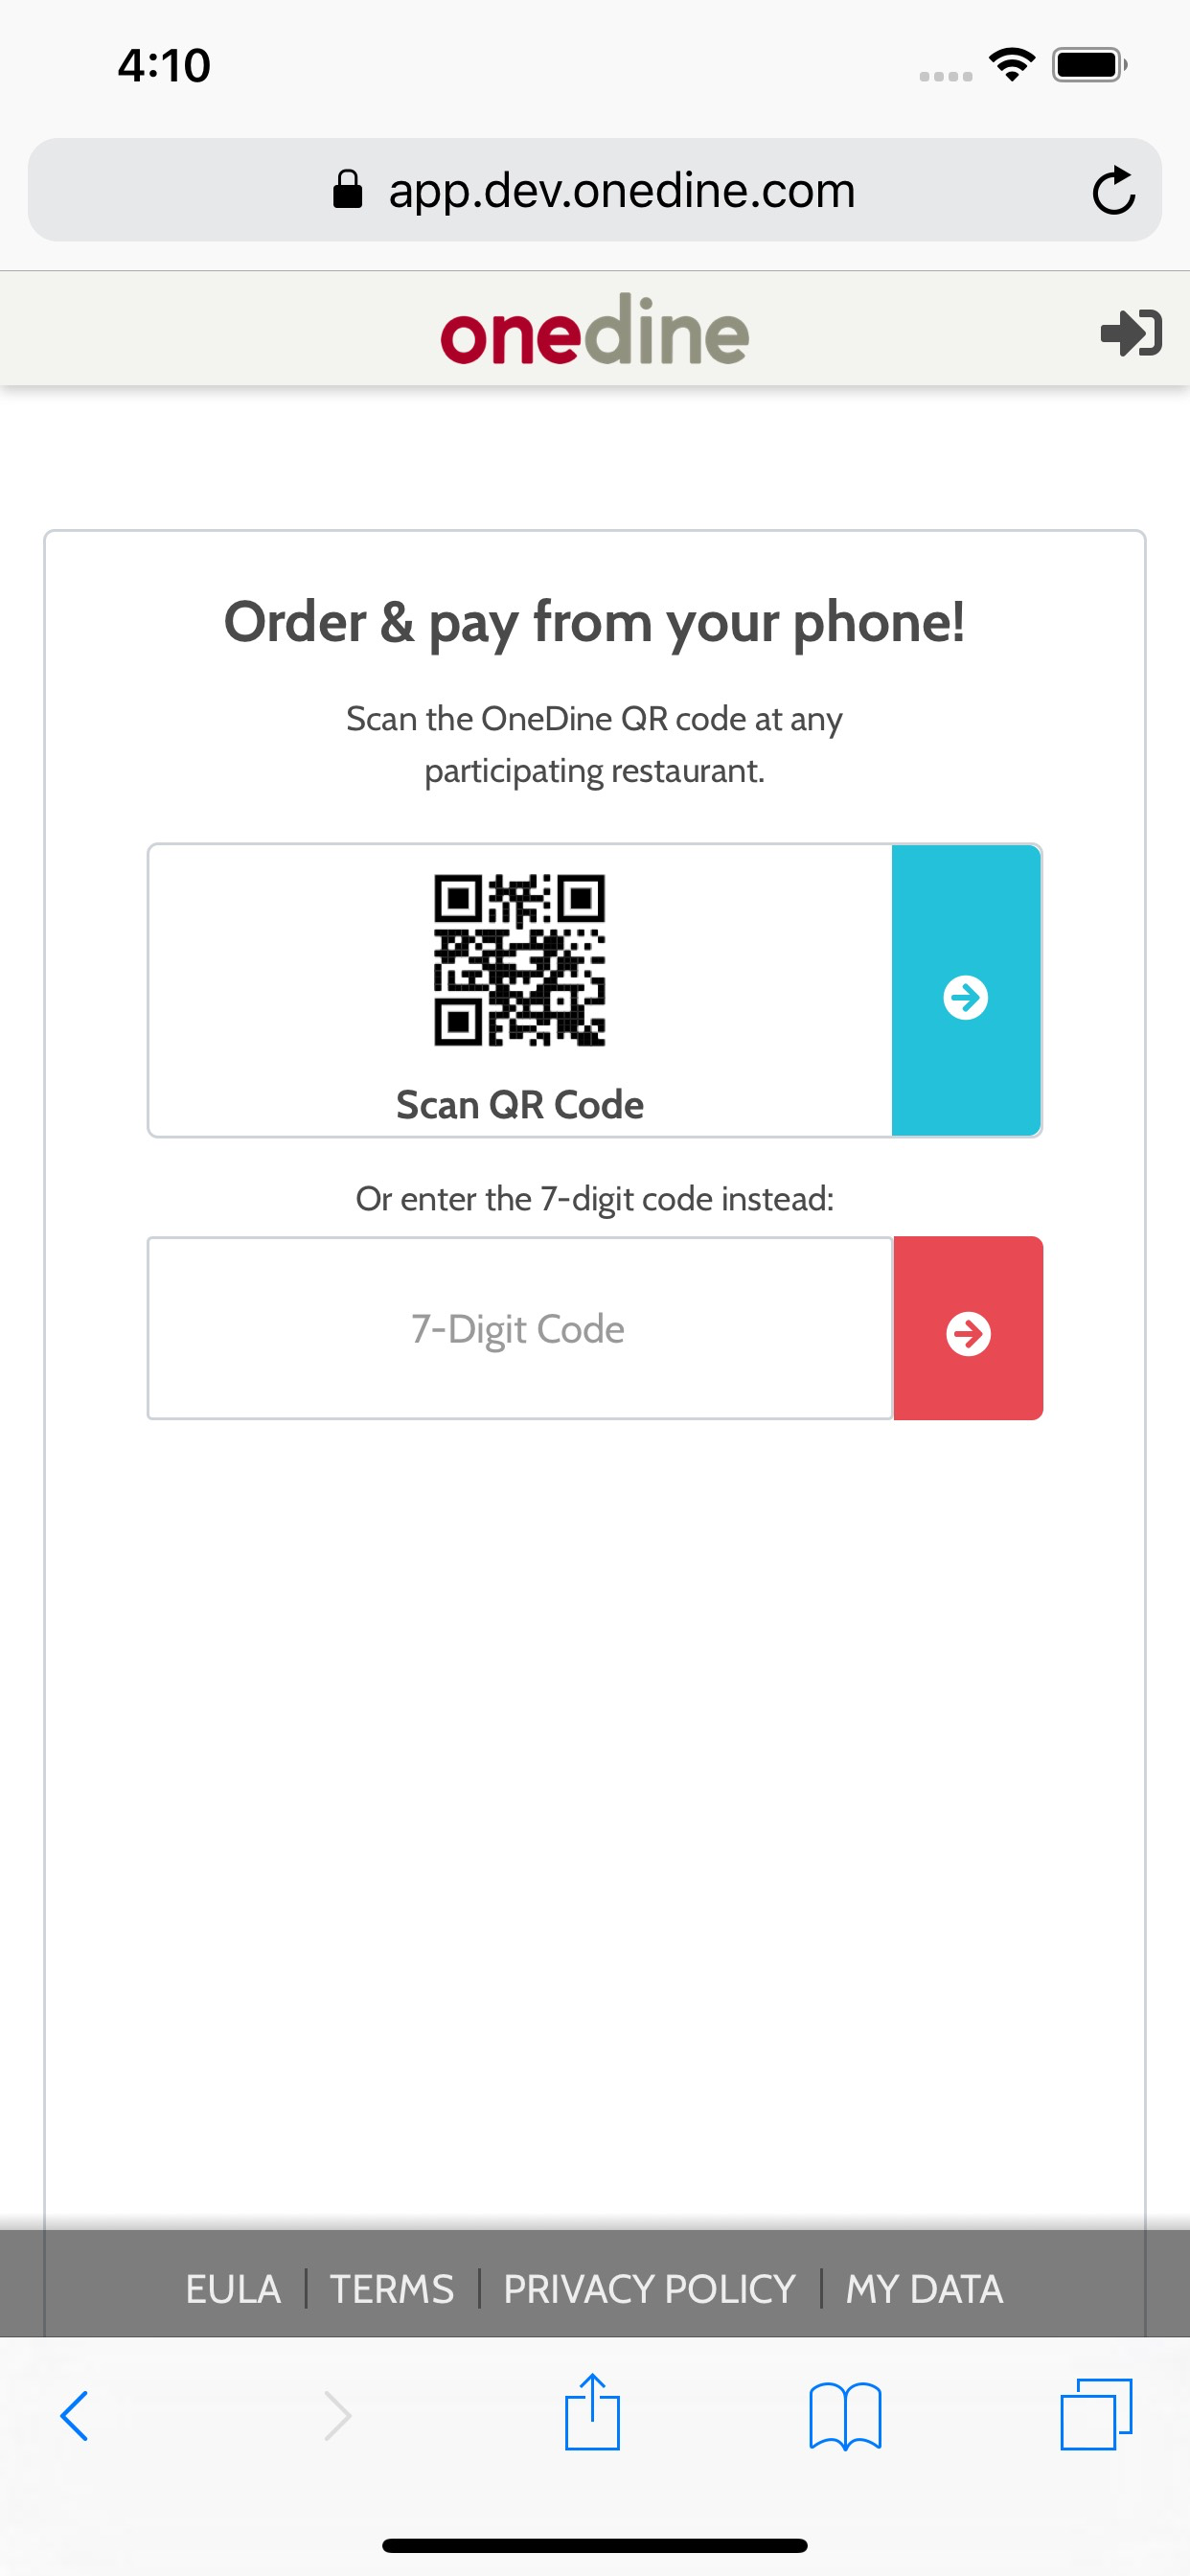 4:10
app.dev.onedine.com
onedine
Order & pay from your phone!
Scan the OneDine QR code at any
participating restaurant.
Scan QR Code
Or enter the 7-digit code instead:
7-Digit Code
EULA | TERMS | PRIVACY POLICY | MY DATA